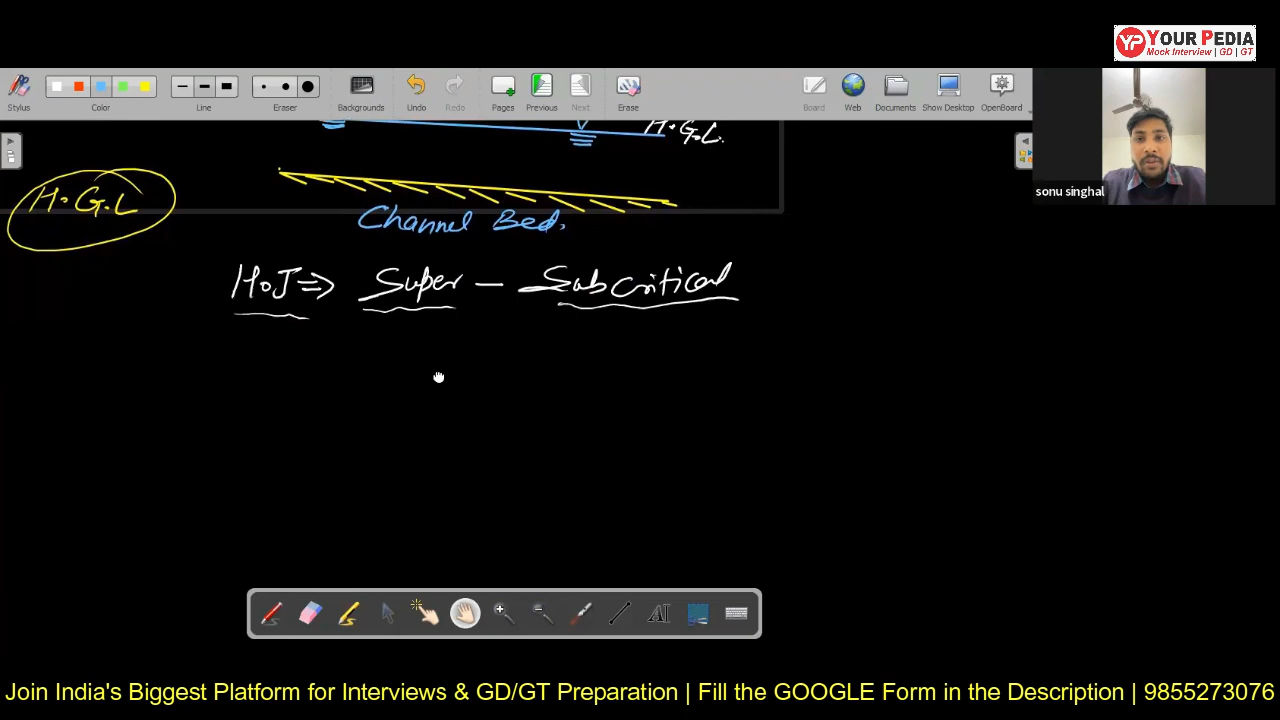 YP YOUR PEDIA
Mock Interview | GD | GT
Stylus Color Line Eraser Backgrounds Undo Redo Pages Previous Next Erase Board Web Documents Show Desktop OpenBoard
sonu singhal
H.G.L.
H.G.L
Channel Bed.
H.J ⇒ Super — Subcritical
Join India's Biggest Platform for Interviews & GD/GT Preparation | Fill the GOOGLE Form in the Description | 9855273076